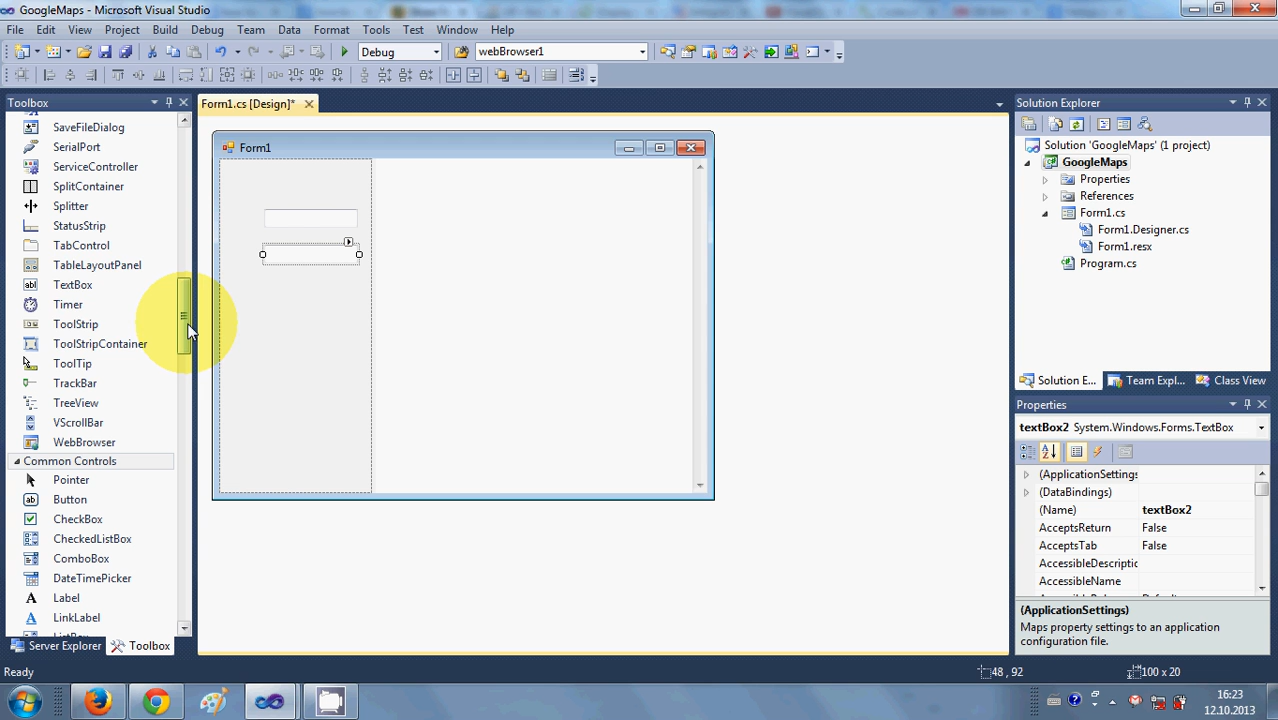 GoogleMaps - Microsoft Visual Studio
File Edit View Project Build Debug Team Data Format Tools Test Window Help
Debug webBrowser1
Toolbox
Form1.cs [Design]*
Solution Explorer
SaveFileDialog
SerialPort
ServiceController
SplitContainer
Splitter
StatusStrip
TabControl
TableLayoutPanel
TextBox
Timer
ToolStrip
ToolStripContainer
ToolTip
TrackBar
TreeView
VScrollBar
WebBrowser
Common Controls
Pointer
Button
CheckBox
CheckedListBox
ComboBox
DateTimePicker
Label
LinkLabel
Server Explorer Toolbox
Form1
Solution 'GoogleMaps' (1 project)
GoogleMaps
Properties
References
Form1.cs
Form1.Designer.cs
Form1.resx
Program.cs
Solution E... Team Expl... Class View
Properties
textBox2 System.Windows.Forms.TextBox
(ApplicationSettings
(DataBindings)
(Name) textBox2
AcceptsReturn False
AcceptsTab False
AccessibleDescriptic
AccessibleName
(ApplicationSettings)
Maps property settings to an application
configuration file.
Ready 48 , 92 100 x 20
16:23
12.10.2013